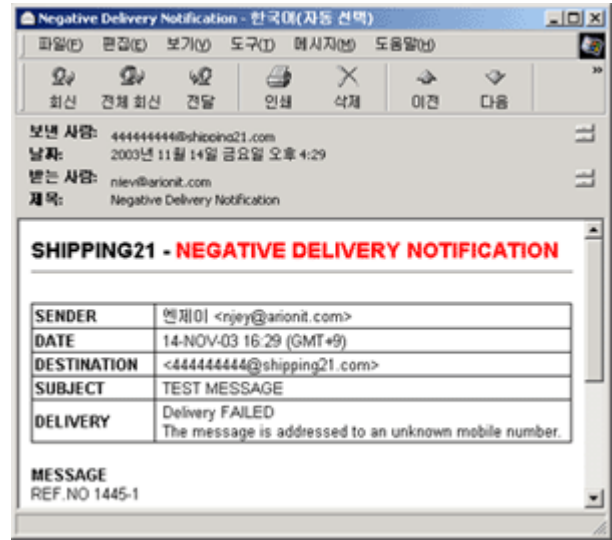 Negative Delivery Notification - 한국어(자동 선택)
파일(F) 편집(E) 보기(V) 도구(T) 메시지(M) 도움말(H)
회신 전체 회신 전달 인쇄 삭제 이전 다음 »
보낸 사람: 444444444@shipping21.com
날짜: 2003년 11월 14일 금요일 오후 4:29
받는 사람: njey@arionit.com
제목: Negative Delivery Notification
SHIPPING21 - NEGATIVE DELIVERY NOTIFICATION
SENDER 엔제이 <njey@arionit.com>
DATE 14-NOV-03 16:29 (GMT+9)
DESTINATION <444444444@shipping21.com>
SUBJECT TEST MESSAGE
DELIVERY Delivery FAILED
The message is addressed to an unknown mobile number.
MESSAGE
REF.NO 1445-1